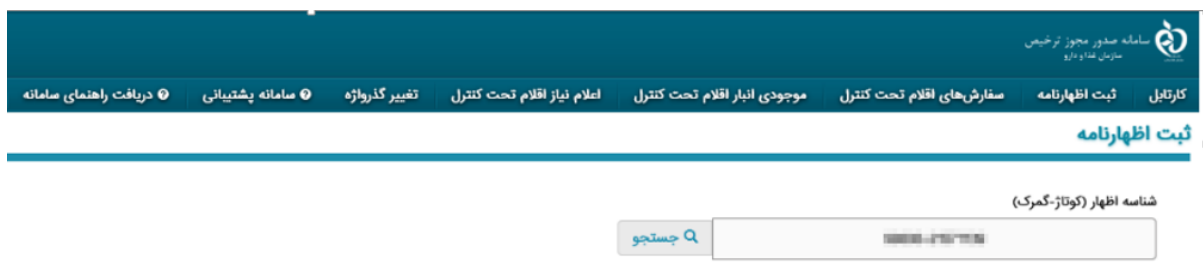 سامانه صدور مجوز ترخیص
سازمان غذا و دارو
کارتابل ثبت اظهارنامه سفارش‌های اقلام تحت کنترل موجودی انبار اقلام تحت کنترل اعلام نیاز اقلام تحت کنترل تغییر گذرواژه سامانه پشتیبانی دریافت راهنمای سامانه
ثبت اظهارنامه
شناسه اظهار (کوتاژ-گمرک)
جستجو